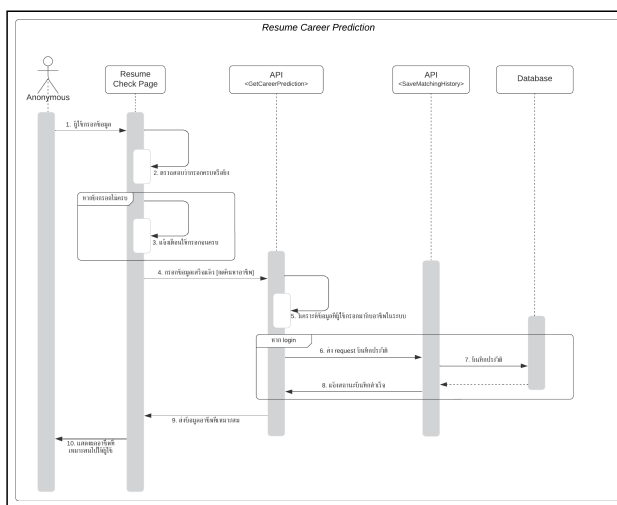 Resume Career Prediction
Anonymous
Resume
Check Page
API
<GetCareerPrediction>
API
<SaveMatchingHistory>
Database
1. ผู้ใช้กรอกข้อมูล
2. ตรวจสอบว่ากรอกครบหรือยัง
หากยังกรอกไม่ครบ
3. แจ้งเตือนให้กรอกจนครบ
4. กรอกข้อมูลเสร็จแล้ว [กดค้นหาอาชีพ]
5. วิเคราะห์ข้อมูลที่ผู้ใช้กรอกมากับอาชีพในระบบ
หาก login
6. ส่ง request บันทึกประวัติ
7. บันทึกประวัติ
8. แจ้งสถานะบันทึกสำเร็จ
9. ส่งข้อมูลอาชีพที่เหมาะสม
10. แสดงผลอาชีพที่
เหมาะสมไปให้ผู้ใช้